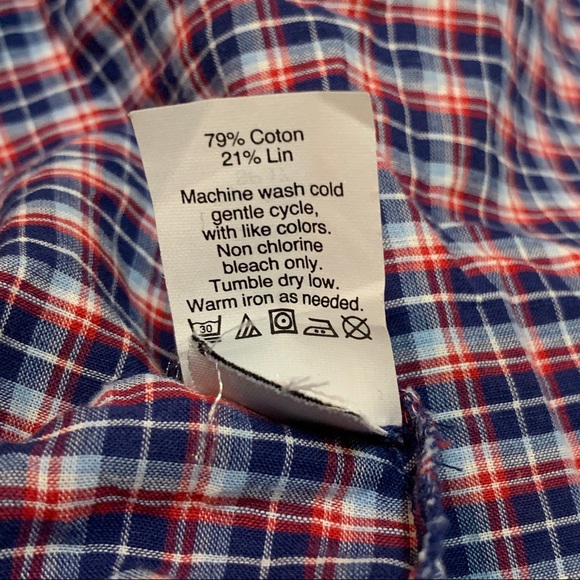 79% Coton
21% Lin
Machine wash cold
gentle cycle,
with like colors.
Non chlorine
bleach only.
Tumble dry low.
Warm iron as needed.
30